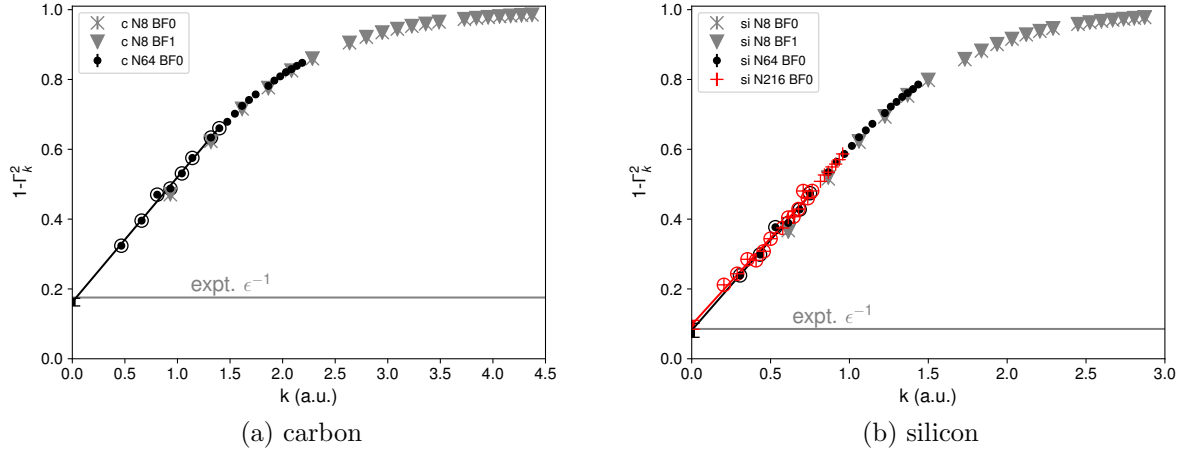 c N8 BF0
c N8 BF1
c N64 BF0
expt. ϵ⁻¹
1-Γ²ₖ
0.0
0.2
0.4
0.6
0.8
1.0
0.0 0.5 1.0 1.5 2.0 2.5 3.0 3.5 4.0 4.5
k (a.u.)
(a) carbon
si N8 BF0
si N8 BF1
si N64 BF0
si N216 BF0
expt. ϵ⁻¹
1-Γ²ₖ
0.0
0.2
0.4
0.6
0.8
1.0
0.0 0.5 1.0 1.5 2.0 2.5 3.0
k (a.u.)
(b) silicon